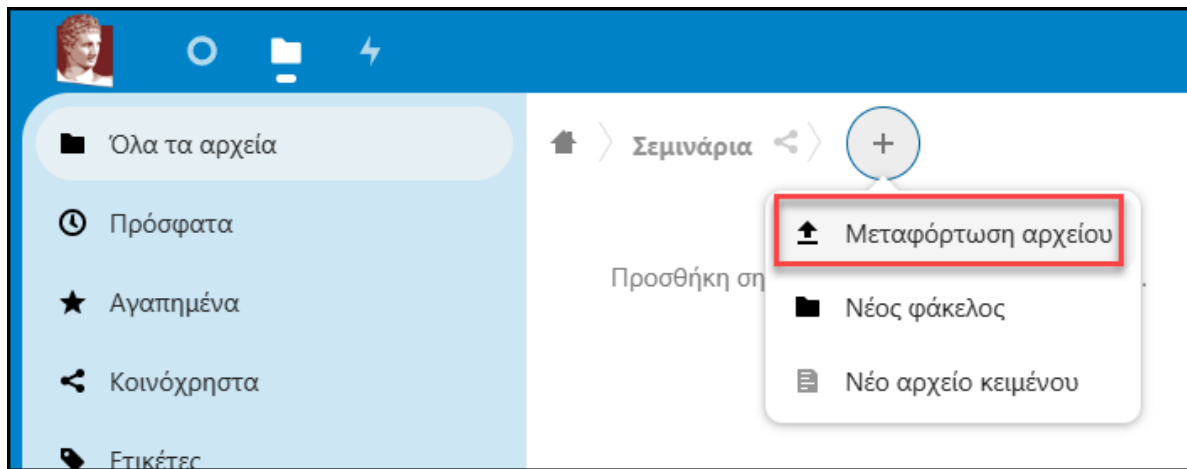 Όλα τα αρχεία
Πρόσφατα
Αγαπημένα
Κοινόχρηστα
Ετικέτες
Σεμινάρια
Μεταφόρτωση αρχείου
Προσθήκη
Νέος φάκελος
Νέο αρχείο κειμένου